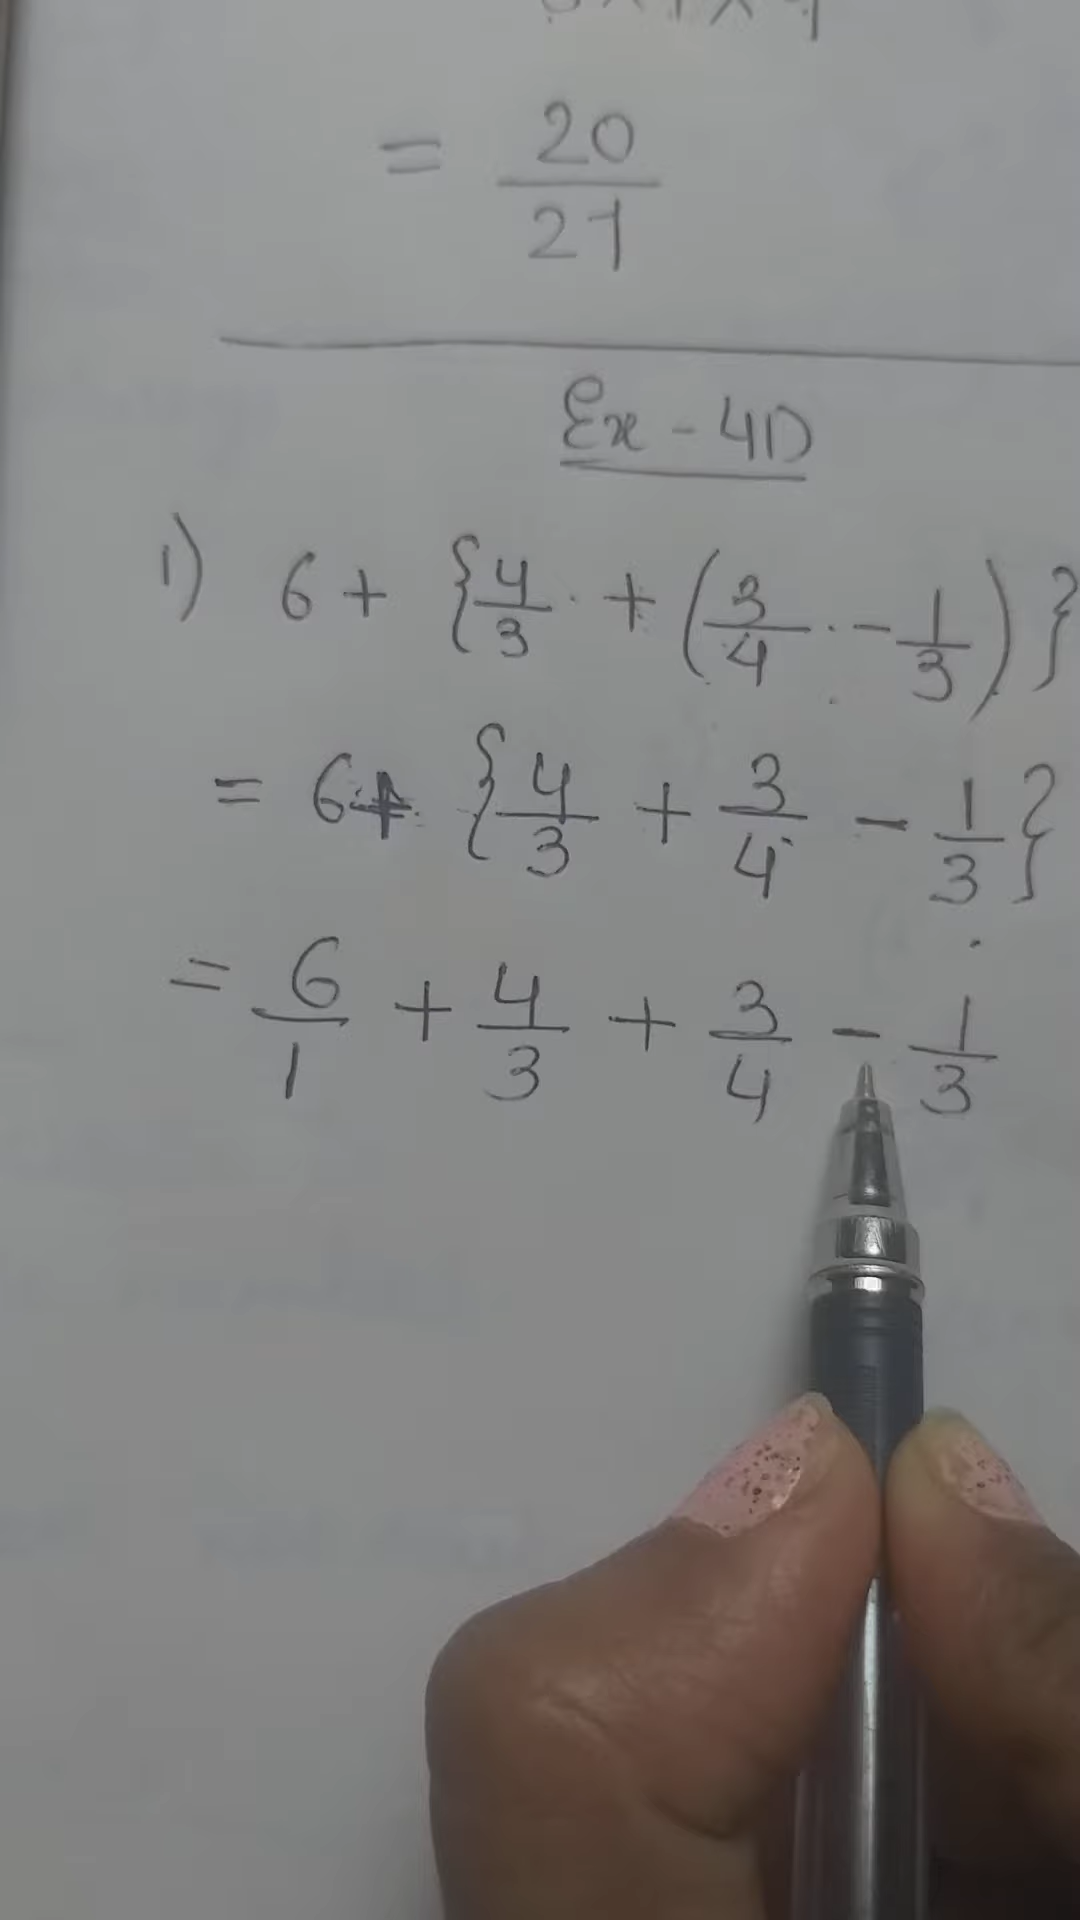 = 20/21
Ex - 4D
1) 6 + {4/3 + (3/4 - 1/3)}
= 6 + {4/3 + 3/4 - 1/3}
= 6/1 + 4/3 + 3/4 - 1/3